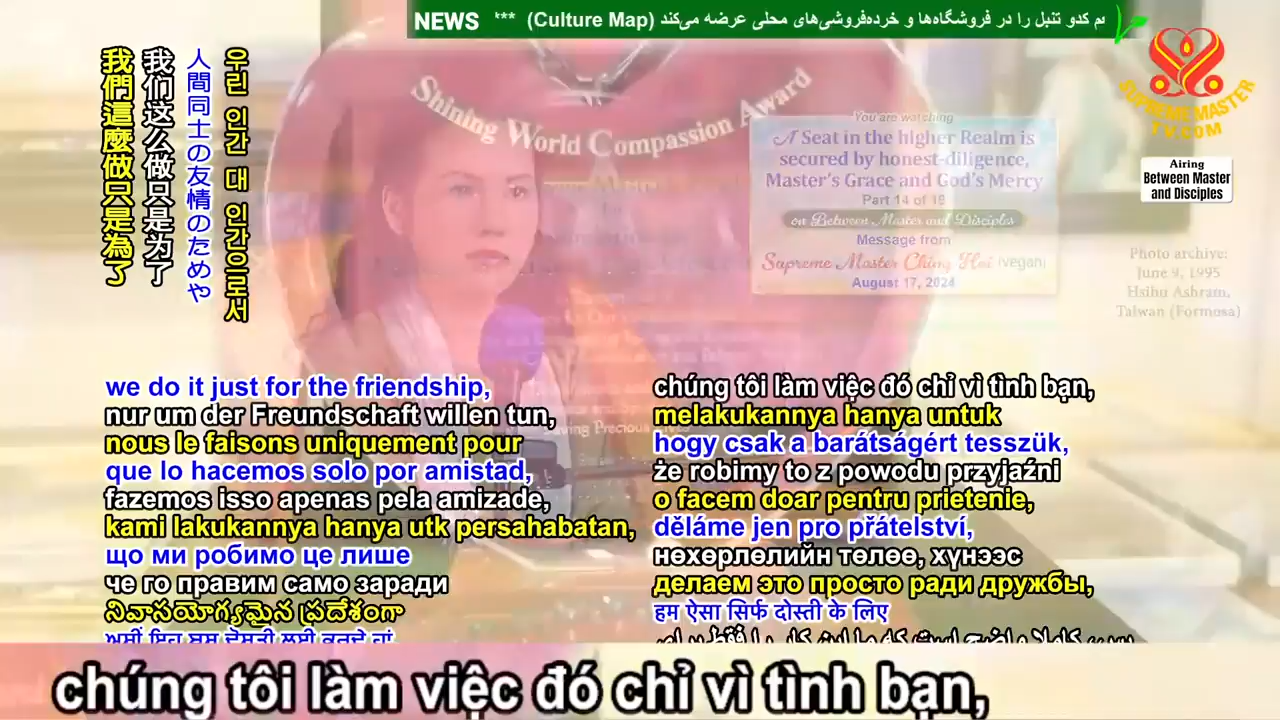 NEWS *** (Culture Map) م کدو تنبل را در فروشگاه‌ها و خرده‌فروشی‌های محلی عرضه می‌کند
SUPREME MASTER
TV.COM
Airing
Between Master
and Disciples
Shining World Compassion Award
You are watching
A Seat in the higher Realm is
secured by honest-diligence,
Master's Grace and God's Mercy
Part 14 of 18
on Between Master and Disciples
Message from
Supreme Master Ching Hai (vegan)
August 17, 2024
Photo archive:
June 9, 1995
Hsihu Ashram,
Taiwan (Formosa)
우린 인간 대 인간으로서
人間同士の友情のためや
我们这么做只是为了
我們這麼做只是為了
we do it just for the friendship,
nur um der Freundschaft willen tun,
nous le faisons uniquement pour
que lo hacemos solo por amistad,
fazemos isso apenas pela amizade,
kami lakukannya hanya utk persahabatan,
що ми робимо це лише
че го правим само заради
నివాసయోగ్యమైన ప్రదేశంగా
ਅਸੀਂ ਇਹ ਬਸ ਦੋਸਤੀ ਲਈ ਕਰਦੇ ਹਾਂ
chúng tôi làm việc đó chỉ vì tình bạn,
melakukannya hanya untuk
hogy csak a barátságért tesszük,
że robimy to z powodu przyjaźni
o facem doar pentru prietenie,
děláme jen pro přátelství,
нөхөрлөлийн төлөө, хүнээс
делаем это просто ради дружбы,
हम ऐसा सिर्फ दोस्ती के लिए
Saving Precious Lives
chúng tôi làm việc đó chỉ vì tình bạn,